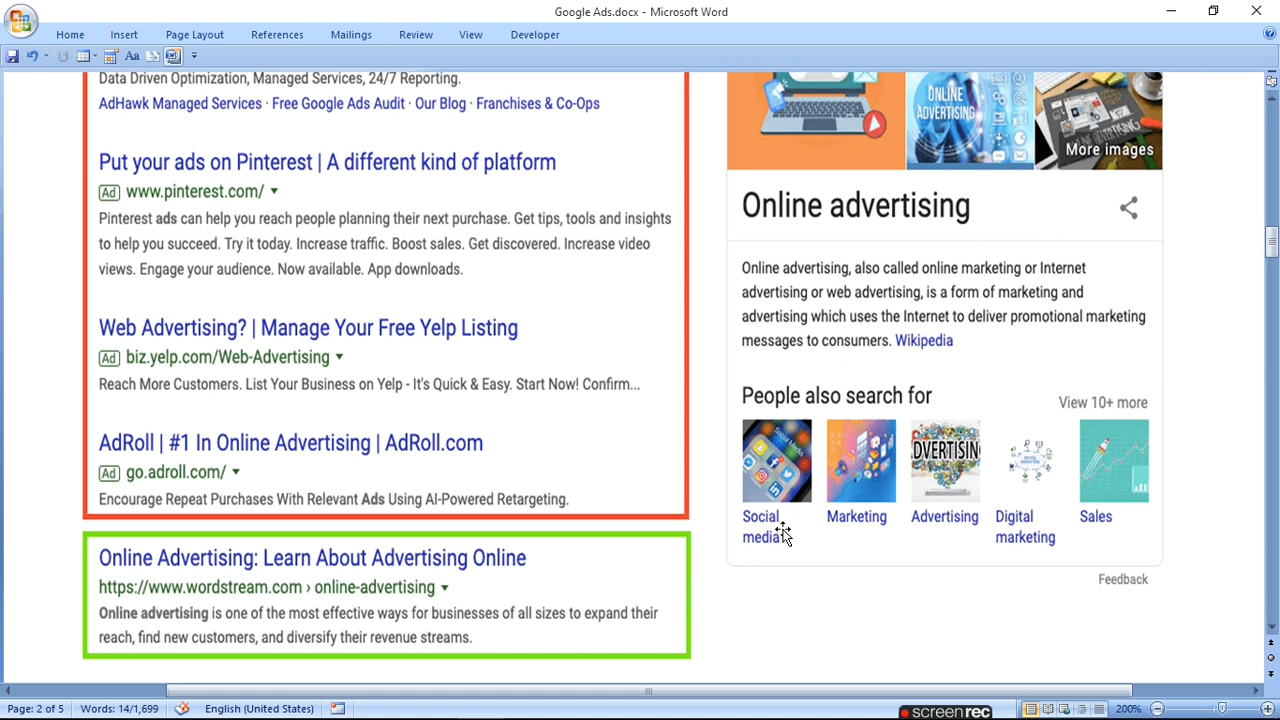 Google Ads.docx - Microsoft Word
Home Insert Page Layout References Mailings Review View Developer
Data Driven Optimization, Managed Services, 24/7 Reporting.
AdHawk Managed Services · Free Google Ads Audit · Our Blog · Franchises & Co-Ops
Put your ads on Pinterest | A different kind of platform
Ad www.pinterest.com/
Pinterest ads can help you reach people planning their next purchase. Get tips, tools and insights
to help you succeed. Try it today. Increase traffic. Boost sales. Get discovered. Increase video
views. Engage your audience. Now available. App downloads.
Web Advertising? | Manage Your Free Yelp Listing
Ad biz.yelp.com/Web-Advertising
Reach More Customers. List Your Business on Yelp - It's Quick & Easy. Start Now! Confirm...
AdRoll | #1 In Online Advertising | AdRoll.com
Ad go.adroll.com/
Encourage Repeat Purchases With Relevant Ads Using AI-Powered Retargeting.
Online Advertising: Learn About Advertising Online
https://www.wordstream.com › online-advertising
Online advertising is one of the most effective ways for businesses of all sizes to expand their
reach, find new customers, and diversify their revenue streams.
ONLINE
ADVERTISING
ONLINE ADVERTISING
More images
Online advertising
Online advertising, also called online marketing or Internet
advertising or web advertising, is a form of marketing and
advertising which uses the Internet to deliver promotional marketing
messages to consumers. Wikipedia
People also search for
View 10+ more
Social Media
DVERTISIN
Social
media
Marketing
Advertising
Digital
marketing
Sales
Feedback
Page: 2 of 5 Words: 14/1,699 English (United States) 200%
screenrec